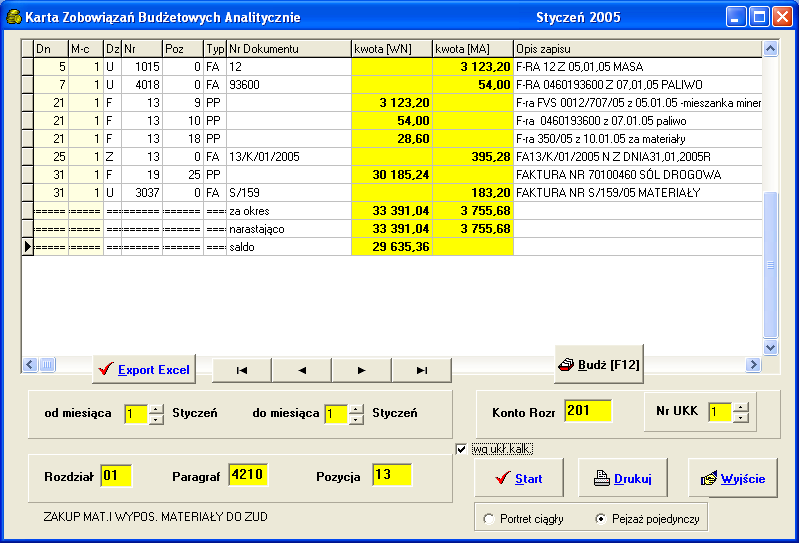 Karta Zobowiązań Budżetowych Analitycznie Styczeń 2005
Dn M-c Dz Nr Poz Typ Nr Dokumentu kwota [WN] kwota [MA] Opis zapisu
5 1 U 1015 0 FA 12 3 123,20 F-RA 12 Z 05,01,05 MASA
7 1 U 4018 0 FA 93600 54,00 F-RA 0460193600 Z 07,01,05 PALIWO
21 1 F 13 9 PP 3 123,20 F-ra FVS 0012/707/05 z 05.01.05 -mieszanka miner
21 1 F 13 10 PP 54,00 F-ra 0460193600 z 07.01.05 paliwo
21 1 F 13 18 PP 28,60 F-ra 350/05 z 10.01.05 za materiały
25 1 Z 13 0 FA 13/K/01/2005 395,28 FA13/K/01/2005 N Z DNIA31,01,2005R
31 1 F 19 25 PP 30 185,24 FAKTURA NR 70100460 SÓL DROGOWA
31 1 U 3037 0 FA S/159 183,20 FAKTURA NR S/159/05 MATERIAŁY
====== ===== === ====== ====== ==== za okres 33 391,04 3 755,68
====== ===== === ====== ====== ==== narastająco 33 391,04 3 755,68
====== ===== === ====== ====== ==== saldo 29 635,36
Export Excel Budż [F12]
od miesiąca 1 Styczeń do miesiąca 1 Styczeń Konto Rozr 201 Nr UKK 1
wg ukł.kalk.
Rozdział 01 Paragraf 4210 Pozycja 13 Start Drukuj Wyjście
ZAKUP MAT.I WYPOS. MATERIAŁY DO ZUD Portret ciągły Pejzaż pojedynczy